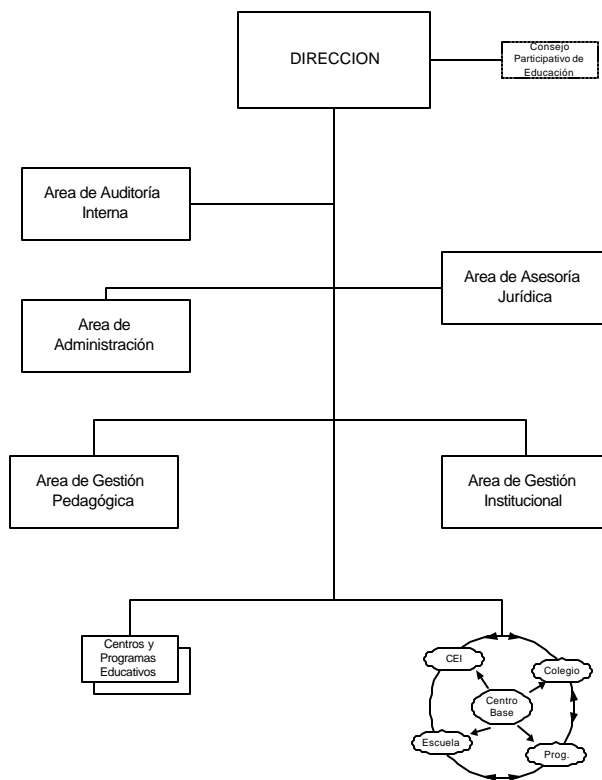 DIRECCION
Consejo
Participativo de
Educación
Area de Auditoría
Interna
Area de Asesoría
Jurídica
Area de
Administración
Area de Gestión
Pedagógica
Area de Gestión
Institucional
Centros y
Programas
Educativos
CEI
Colegio
Centro
Base
Escuela
Prog.